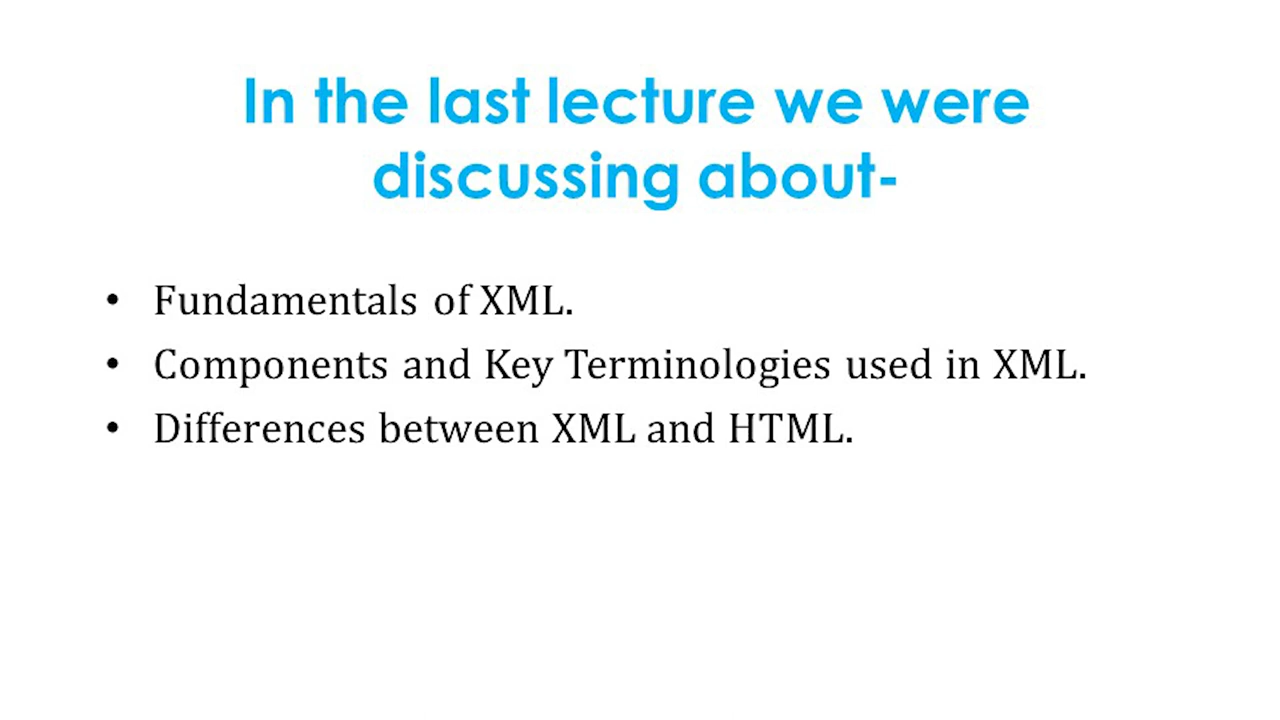 In the last lecture we were
discussing about-
• Fundamentals of XML.
• Components and Key Terminologies used in XML.
• Differences between XML and HTML.